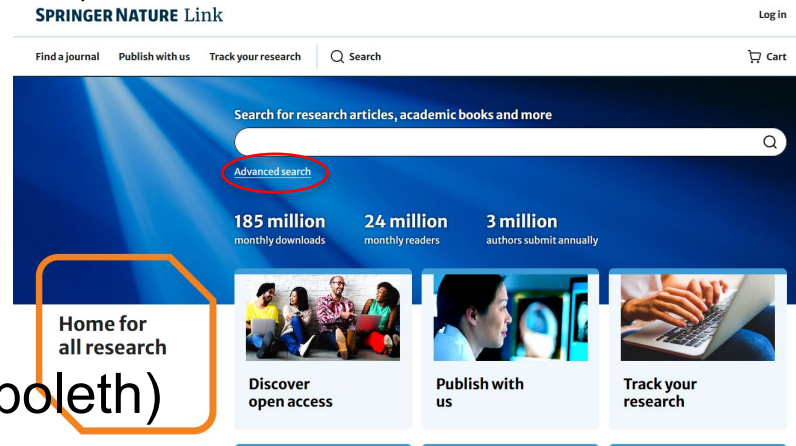 SPRINGER NATURE Link
Log in
Find a journal Publish with us Track your research Search Cart
Search for research articles, academic books and more
Advanced search
185 million 24 million 3 million
monthly downloads monthly readers authors submit annually
Home for
all research
boleth)
Discover
open access
Publish with
us
Track your
research